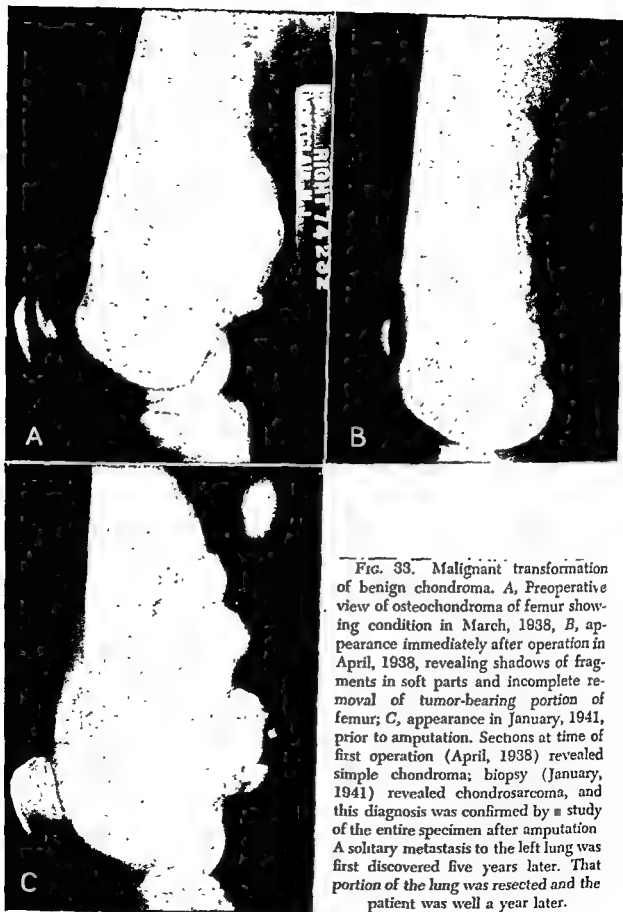 RIGHT 74202
A
B
C
FIG. 33. Malignant transformation
of benign chondroma. A, Preoperative
view of osteochondroma of femur show-
ing condition in March, 1938, B, ap-
pearance immediately after operation in
April, 1938, revealing shadows of frag-
ments in soft parts and incomplete re-
moval of tumor-bearing portion of
femur; C, appearance in January, 1941,
prior to amputation. Sections at time of
first operation (April, 1938) revealed
simple chondroma; biopsy (January,
1941) revealed chondrosarcoma, and
this diagnosis was confirmed by study
of the entire specimen after amputation
A solitary metastasis to the left lung was
first discovered five years later. That
portion of the lung was resected and the
patient was well a year later.